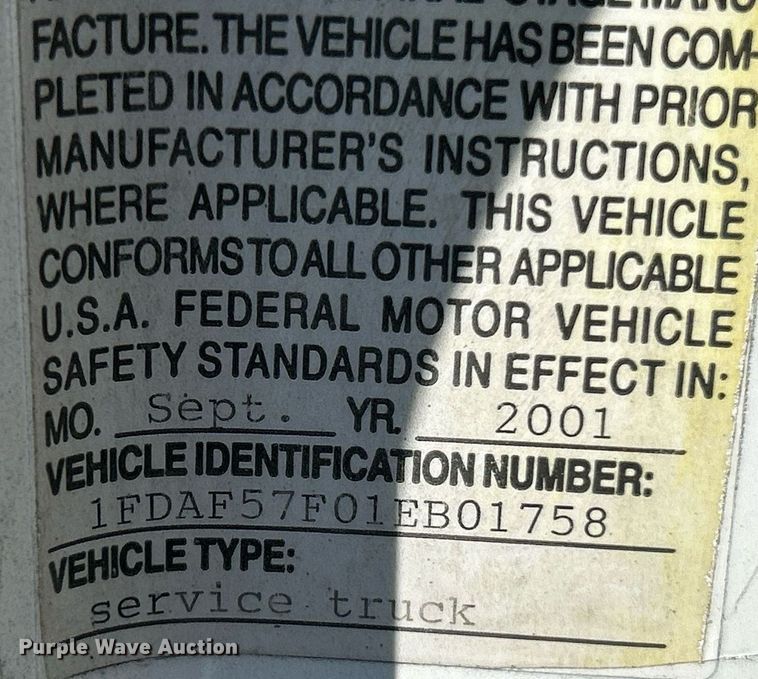 FACTURE. THE VEHICLE HAS BEEN COM-
PLETED IN ACCORDANCE WITH PRIOR
MANUFACTURER'S INSTRUCTIONS,
WHERE APPLICABLE. THIS VEHICLE
CONFORMS TO ALL OTHER APPLICABLE
U.S.A. FEDERAL MOTOR VEHICLE
SAFETY STANDARDS IN EFFECT IN:
MO. Sept. YR. 2001
VEHICLE IDENTIFICATION NUMBER:
1FDAF57F01EB01758
VEHICLE TYPE:
service truck
Purple Wave Auction